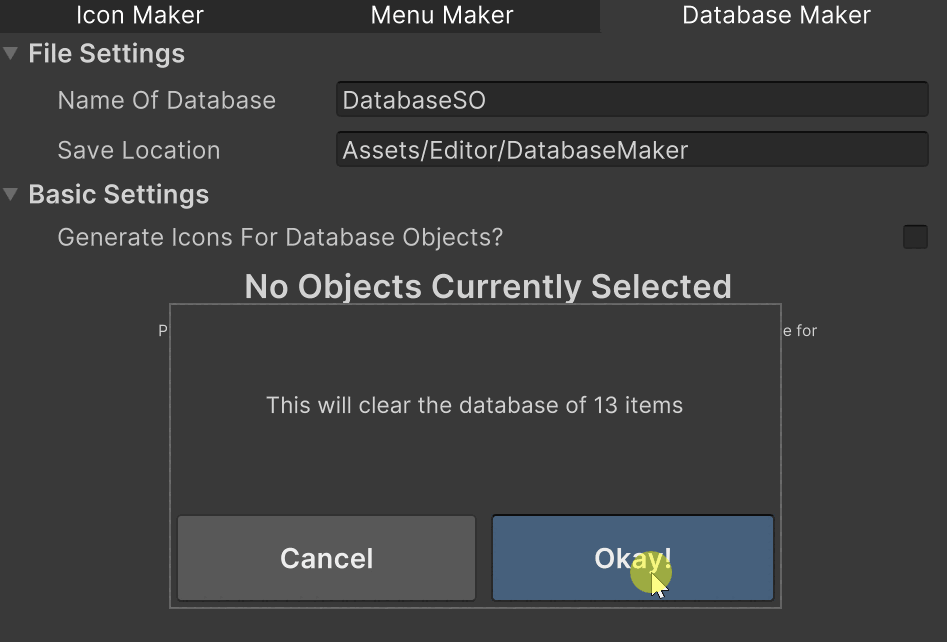 Icon Maker Menu Maker Database Maker
File Settings
Name Of Database DatabaseSO
Save Location Assets/Editor/DatabaseMaker
Basic Settings
Generate Icons For Database Objects?
No Objects Currently Selected
P e for
This will clear the database of 13 items
Cancel Okay!